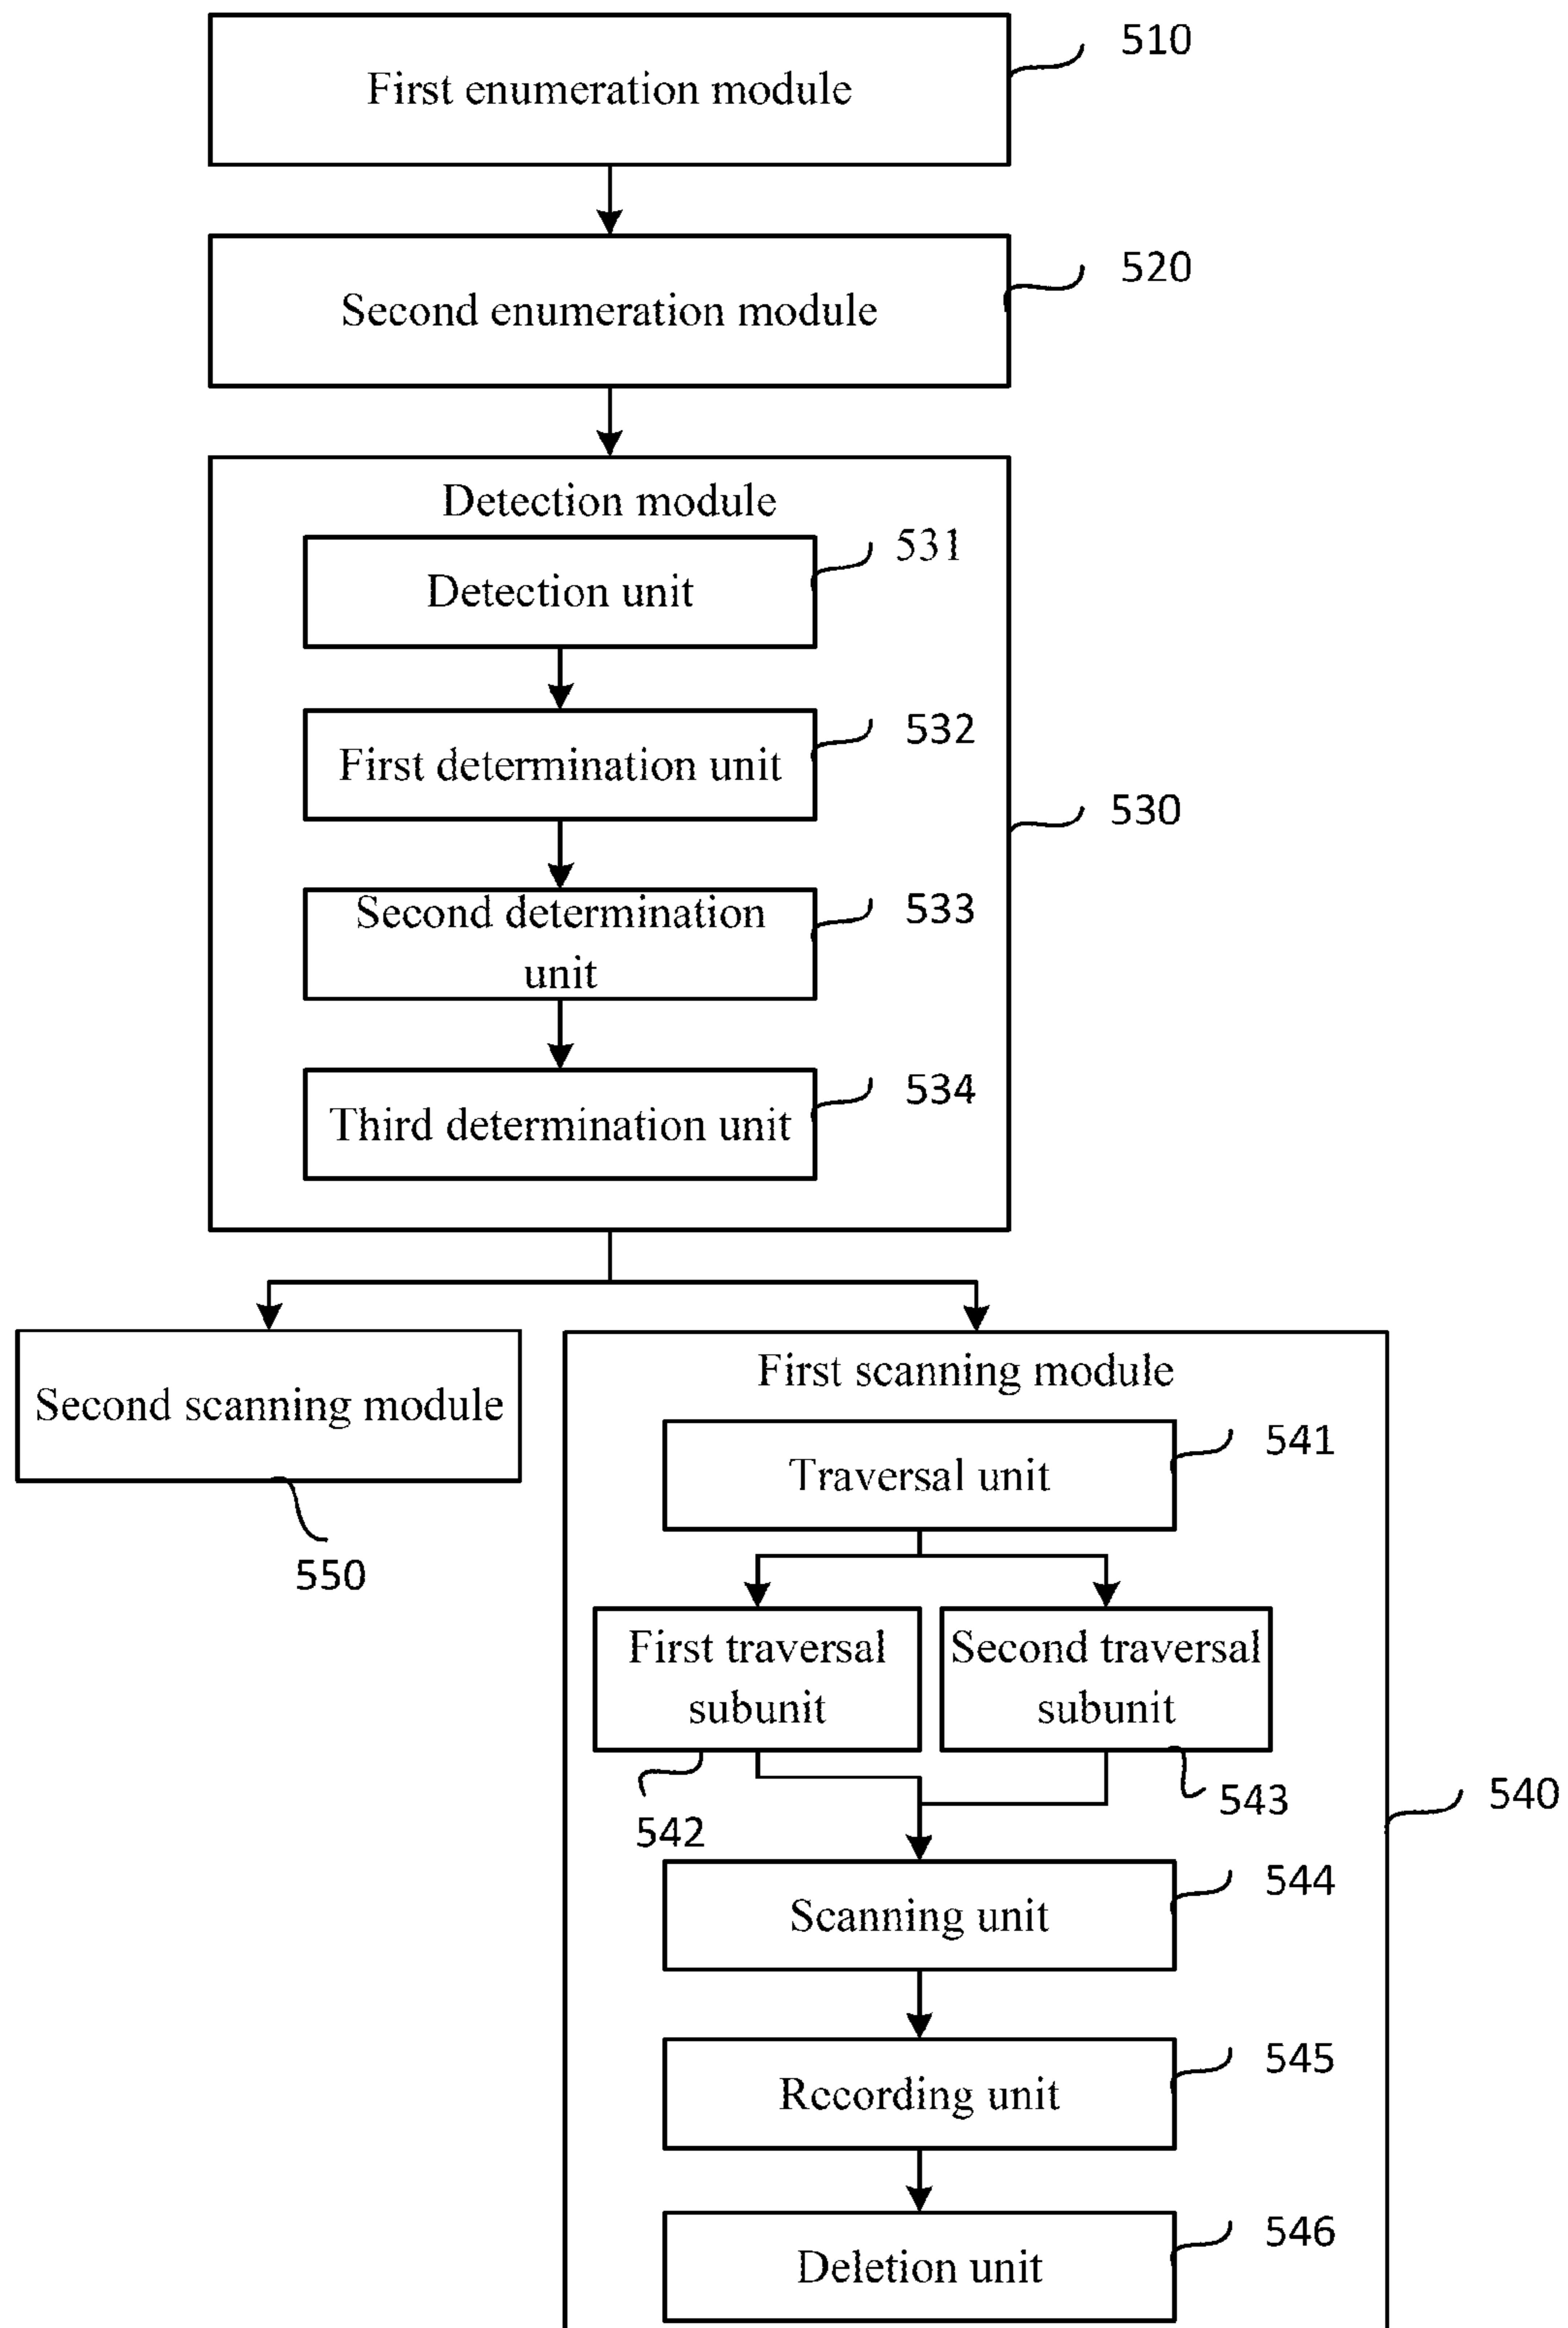 First enumeration module
510
Second enumeration module
520
Detection module
Detection unit
531
First determination unit
532
530
Second determination
unit
533
Third determination unit
534
Second scanning module
550
First scanning module
Traversal unit
541
First traversal
subunit
542
Second traversal
subunit
543
540
Scanning unit
544
Recording unit
545
Deletion unit
546